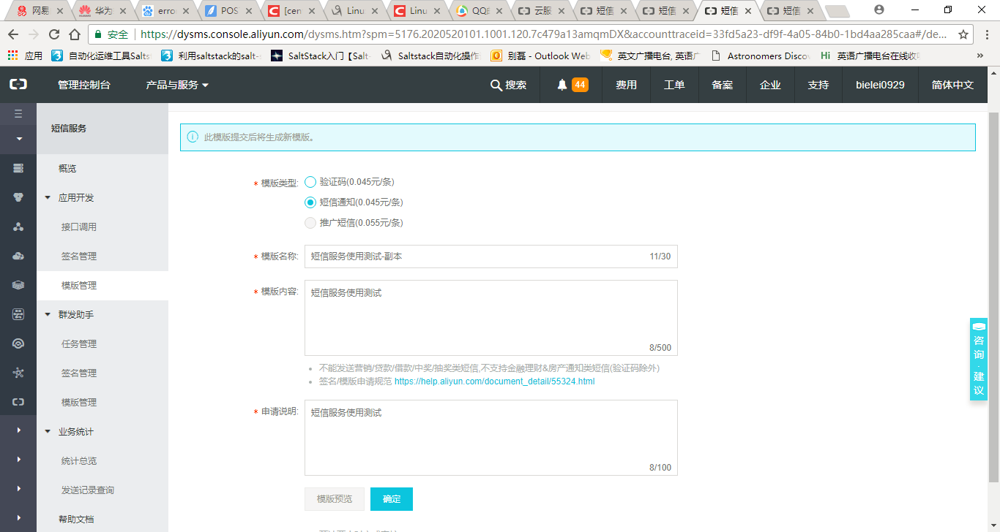 网易
华为
erro
POS
[cen
Linu
Linu
QQ
云服
短信
短信
短信
短信
安全 https://dysms.console.aliyun.com/dysms.htm?spm=5176.2020520101.1001.120.7c479a13amqmDX&accounttraceid=33fd5a23-df9f-4a05-84b0-1bd4aa285caa#/de...
应用 自动化运维工具Salts 利用saltstack的salt- SaltStack入门【Salt- Saltstack自动化操作 别磊 - Outlook Web 英文广播电台, 英语广 Astronomers Disco Hi 英语广播电台在线收 »
管理控制台 产品与服务 搜索 44 费用 工单 备案 企业 支持 bielei0929 简体中文
短信服务
概览
应用开发
接口调用
签名管理
模版管理
群发助手
任务管理
签名管理
模版管理
业务统计
统计总览
发送记录查询
帮助文档
此模版提交后将生成新模版。
* 模版类型: 验证码(0.045元/条)
短信通知(0.045元/条)
推广短信(0.055元/条)
* 模版名称: 短信服务使用测试-副本 11/30
* 模版内容: 短信服务使用测试
8/500
不能发送营销/贷款/借款/中奖/抽奖类短信,不支持金融理财&房产通知类短信(验证码除外)
签名/模版申请规范 https://help.aliyun.com/document_detail/55324.html
* 申请说明: 短信服务使用测试
8/100
模版预览 确定
咨询·建议